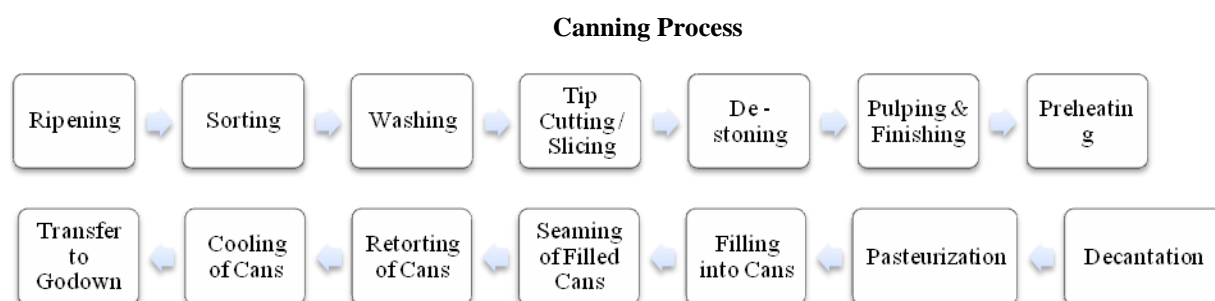 Canning Process
Ripening
Sorting
Washing
Tip
Cutting /
Slicing
De -
stoning
Pulping &
Finishing
Preheatin
g
Decantation
Pasteurization
Filling
into Cans
Seaming
of Filled
Cans
Retorting
of Cans
Cooling
of Cans
Transfer
to
Godown